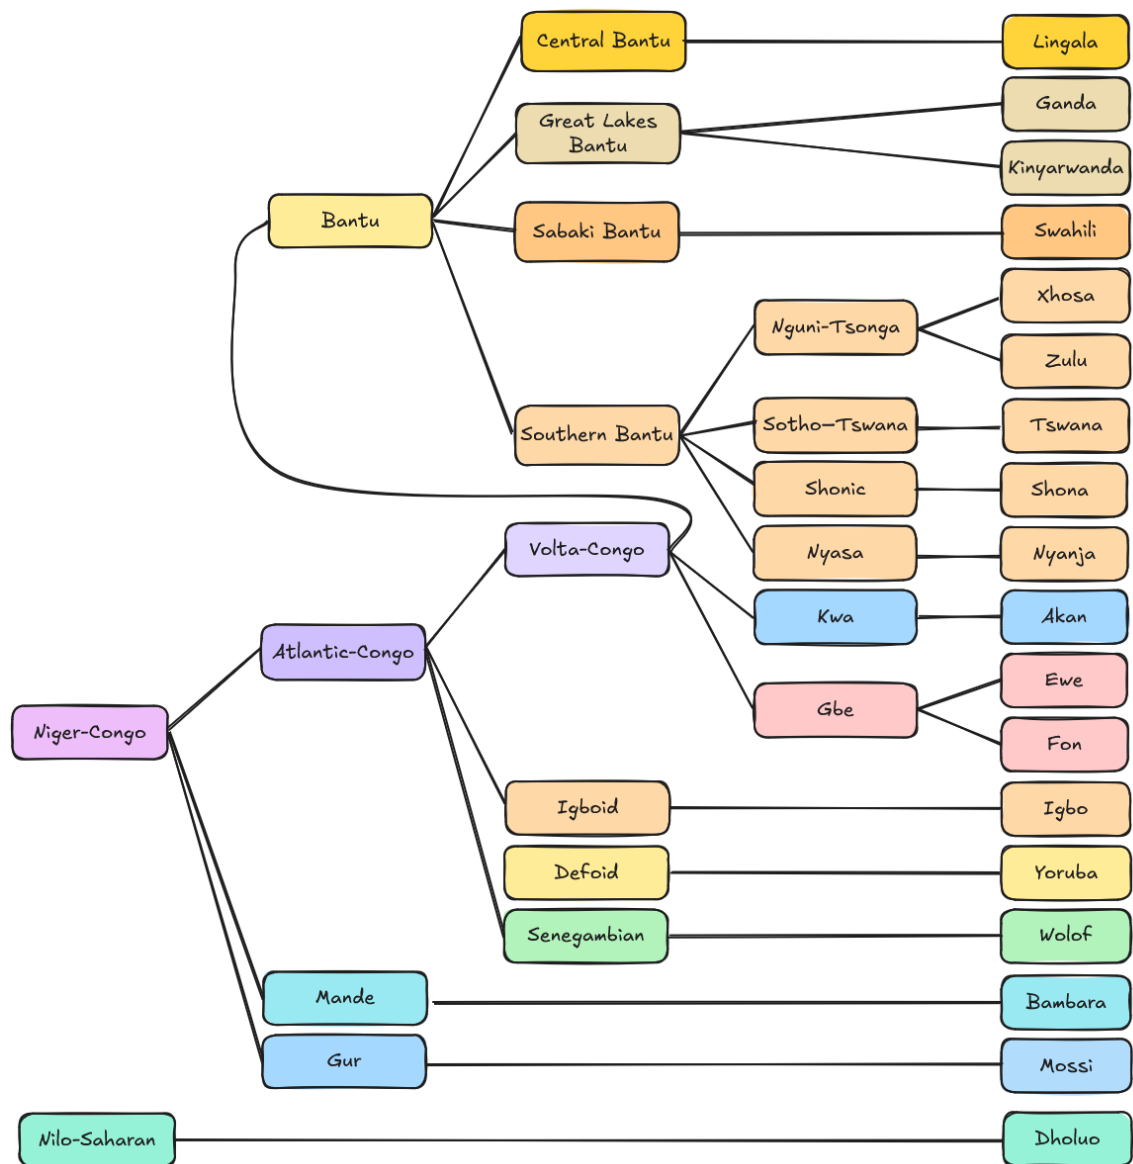 Central Bantu
Lingala
Great Lakes
Bantu
Ganda
Kinyarwanda
Bantu
Sabaki Bantu
Swahili
Nguni-Tsonga
Xhosa
Zulu
Southern Bantu
Sotho–Tswana
Tswana
Shonic
Shona
Volta-Congo
Nyasa
Nyanja
Kwa
Akan
Atlantic-Congo
Ewe
Gbe
Fon
Niger-Congo
Igboid
Igbo
Defoid
Yoruba
Senegambian
Wolof
Mande
Bambara
Gur
Mossi
Nilo-Saharan
Dholuo